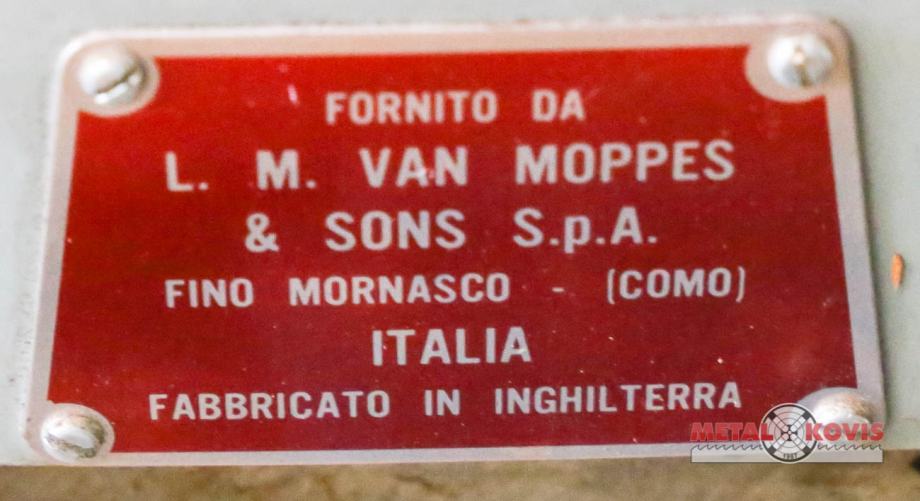 FORNITO DA
L. M. VAN MOPPES
& SONS S.p.A.
FINO MORNASCO - (COMO)
ITALIA
FABBRICATO IN INGHILTERRA
METAL KOVIS